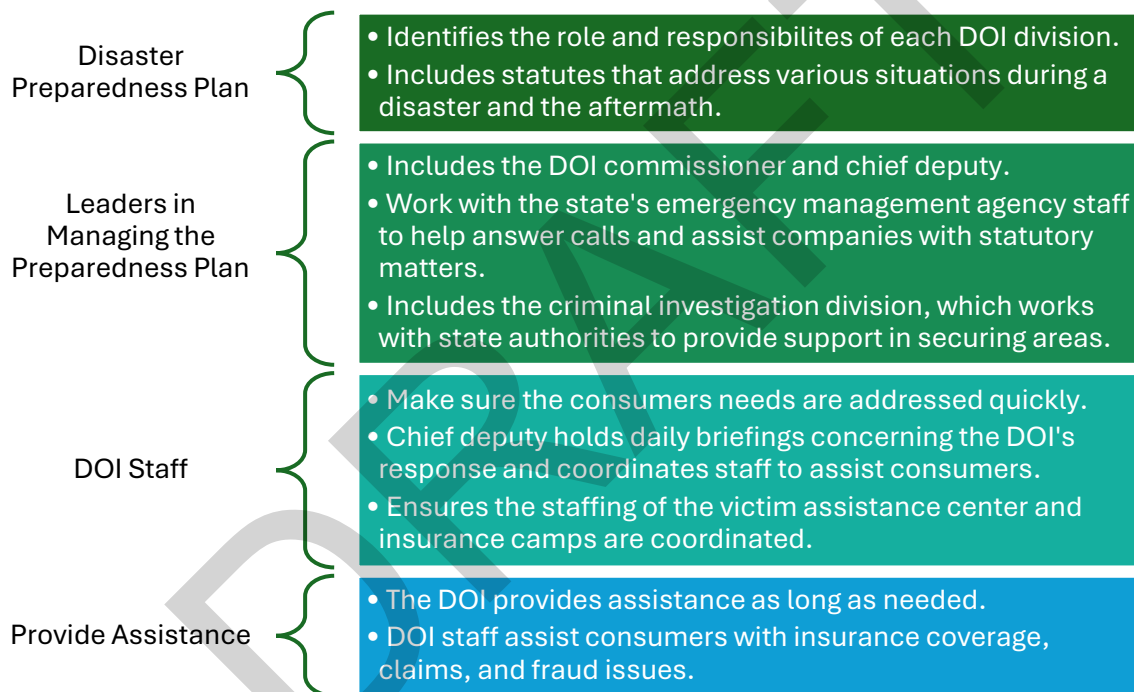 Disaster
Preparedness Plan
• Identifies the role and responsibilites of each DOI division.
• Includes statutes that address various situations during a
disaster and the aftermath.
Leaders in
Managing the
Preparedness Plan
• Includes the DOI commissioner and chief deputy.
• Work with the state's emergency management agency staff
to help answer calls and assist companies with statutory
matters.
• Includes the criminal investigation division, which works
with state authorities to provide support in securing areas.
DOI Staff
• Make sure the consumers needs are addressed quickly.
• Chief deputy holds daily briefings concerning the DOI's
response and coordinates staff to assist consumers.
• Ensures the staffing of the victim assistance center and
insurance camps are coordinated.
Provide Assistance
• The DOI provides assistance as long as needed.
• DOI staff assist consumers with insurance coverage,
claims, and fraud issues.
DRAFT